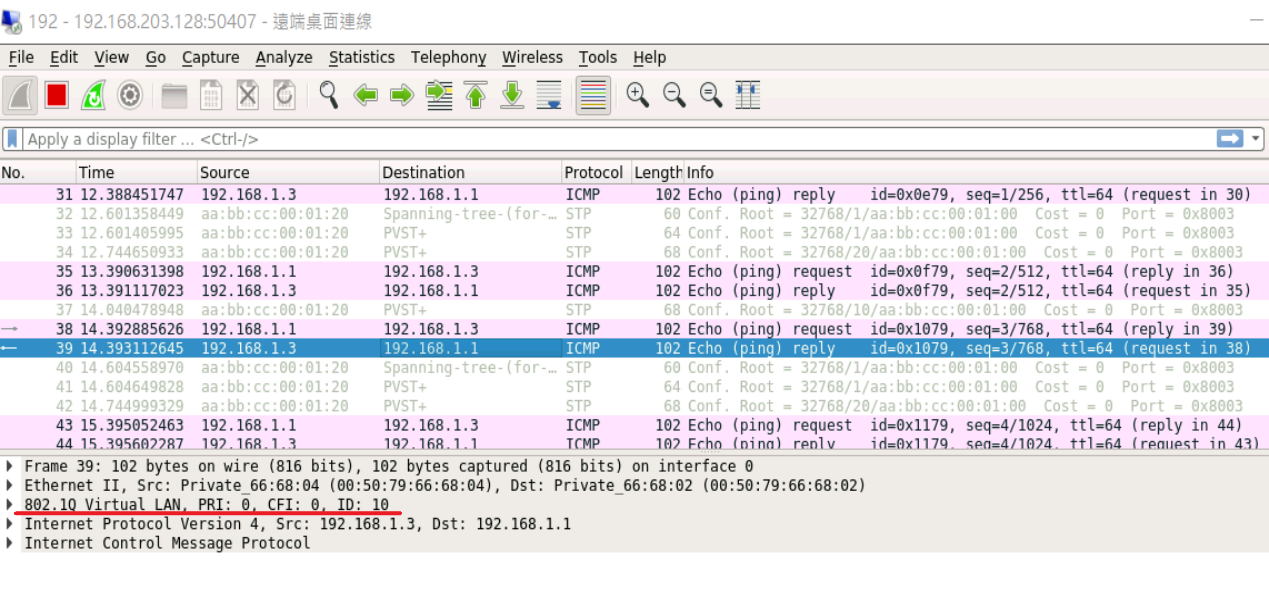 192 - 192.168.203.128:50407 - 遠端桌面連線
File Edit View Go Capture Analyze Statistics Telephony Wireless Tools Help
Apply a display filter ... <Ctrl-/>
No. Time Source Destination Protocol Length Info
31 12.388451747 192.168.1.3 192.168.1.1 ICMP 102 Echo (ping) reply id=0x0e79, seq=1/256, ttl=64 (request in 30)
32 12.601358449 aa:bb:cc:00:01:20 Spanning-tree-(for-… STP 60 Conf. Root = 32768/1/aa:bb:cc:00:01:00 Cost = 0 Port = 0x8003
33 12.601405995 aa:bb:cc:00:01:20 PVST+ STP 64 Conf. Root = 32768/1/aa:bb:cc:00:01:00 Cost = 0 Port = 0x8003
34 12.744650933 aa:bb:cc:00:01:20 PVST+ STP 68 Conf. Root = 32768/20/aa:bb:cc:00:01:00 Cost = 0 Port = 0x8003
35 13.390631398 192.168.1.1 192.168.1.3 ICMP 102 Echo (ping) request id=0x0f79, seq=2/512, ttl=64 (reply in 36)
36 13.391117023 192.168.1.3 192.168.1.1 ICMP 102 Echo (ping) reply id=0x0f79, seq=2/512, ttl=64 (request in 35)
37 14.040478948 aa:bb:cc:00:01:20 PVST+ STP 68 Conf. Root = 32768/10/aa:bb:cc:00:01:00 Cost = 0 Port = 0x8003
38 14.392885626 192.168.1.1 192.168.1.3 ICMP 102 Echo (ping) request id=0x1079, seq=3/768, ttl=64 (reply in 39)
39 14.393112645 192.168.1.3 192.168.1.1 ICMP 102 Echo (ping) reply id=0x1079, seq=3/768, ttl=64 (request in 38)
40 14.604558970 aa:bb:cc:00:01:20 Spanning-tree-(for-… STP 60 Conf. Root = 32768/1/aa:bb:cc:00:01:00 Cost = 0 Port = 0x8003
41 14.604649828 aa:bb:cc:00:01:20 PVST+ STP 64 Conf. Root = 32768/1/aa:bb:cc:00:01:00 Cost = 0 Port = 0x8003
42 14.744999329 aa:bb:cc:00:01:20 PVST+ STP 68 Conf. Root = 32768/20/aa:bb:cc:00:01:00 Cost = 0 Port = 0x8003
43 15.395052463 192.168.1.1 192.168.1.3 ICMP 102 Echo (ping) request id=0x1179, seq=4/1024, ttl=64 (reply in 44)
44 15.395602287 192.168.1.3 192.168.1.1 ICMP 102 Echo (ping) reply id=0x1179, seq=4/1024, ttl=64 (request in 43)
Frame 39: 102 bytes on wire (816 bits), 102 bytes captured (816 bits) on interface 0
Ethernet II, Src: Private_66:68:04 (00:50:79:66:68:04), Dst: Private_66:68:02 (00:50:79:66:68:02)
802.1Q Virtual LAN, PRI: 0, CFI: 0, ID: 10
Internet Protocol Version 4, Src: 192.168.1.3, Dst: 192.168.1.1
Internet Control Message Protocol